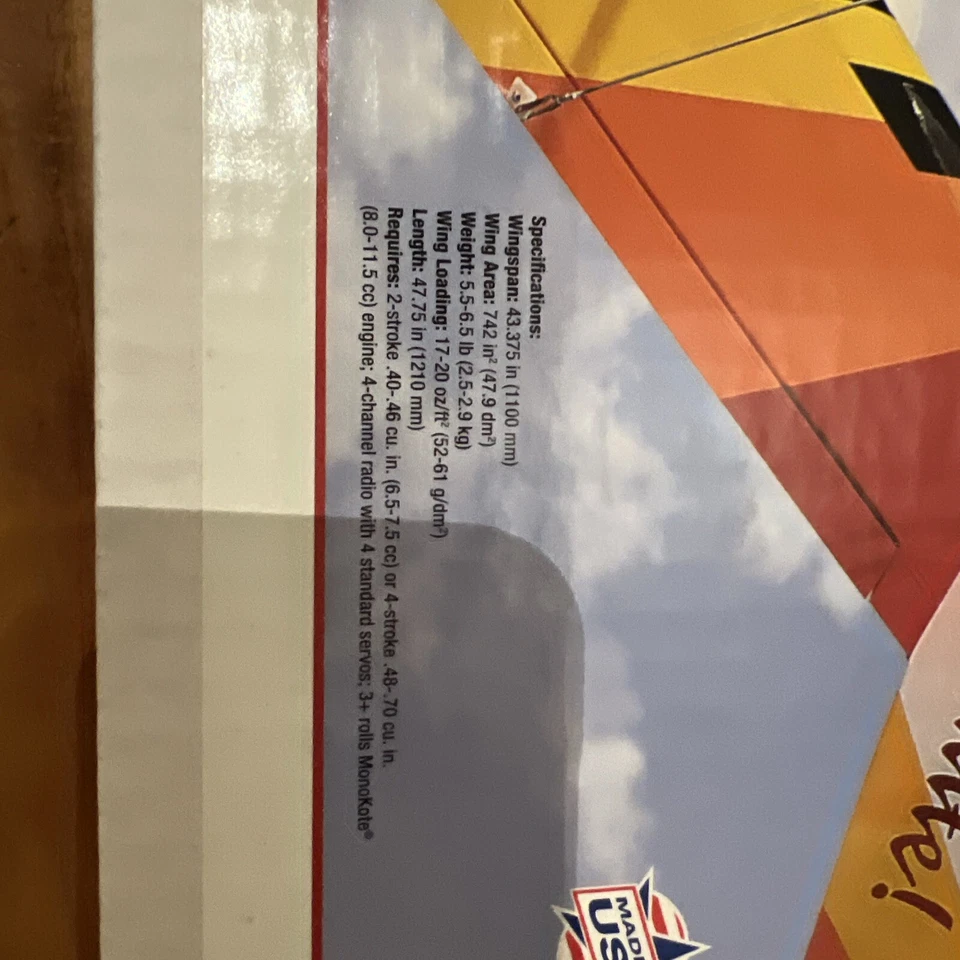 Specifications:
Wingspan: 43.375 in (1100 mm)
Wing Area: 742 in² (47.9 dm²)
Weight: 5.5-6.5 lb (2.5-2.9 kg)
Wing Loading: 17-20 oz/ft² (52-61 g/dm²)
Length: 47.75 in (1210 mm)
Requires: 2-stroke .40-.46 cu. in. (6.5-7.5 cc) or 4-stroke .48-.70 cu. in.
(8.0-11.5 cc) engine; 4-channel radio with 4 standard servos; 3+ rolls MonoKote®
MADE
US